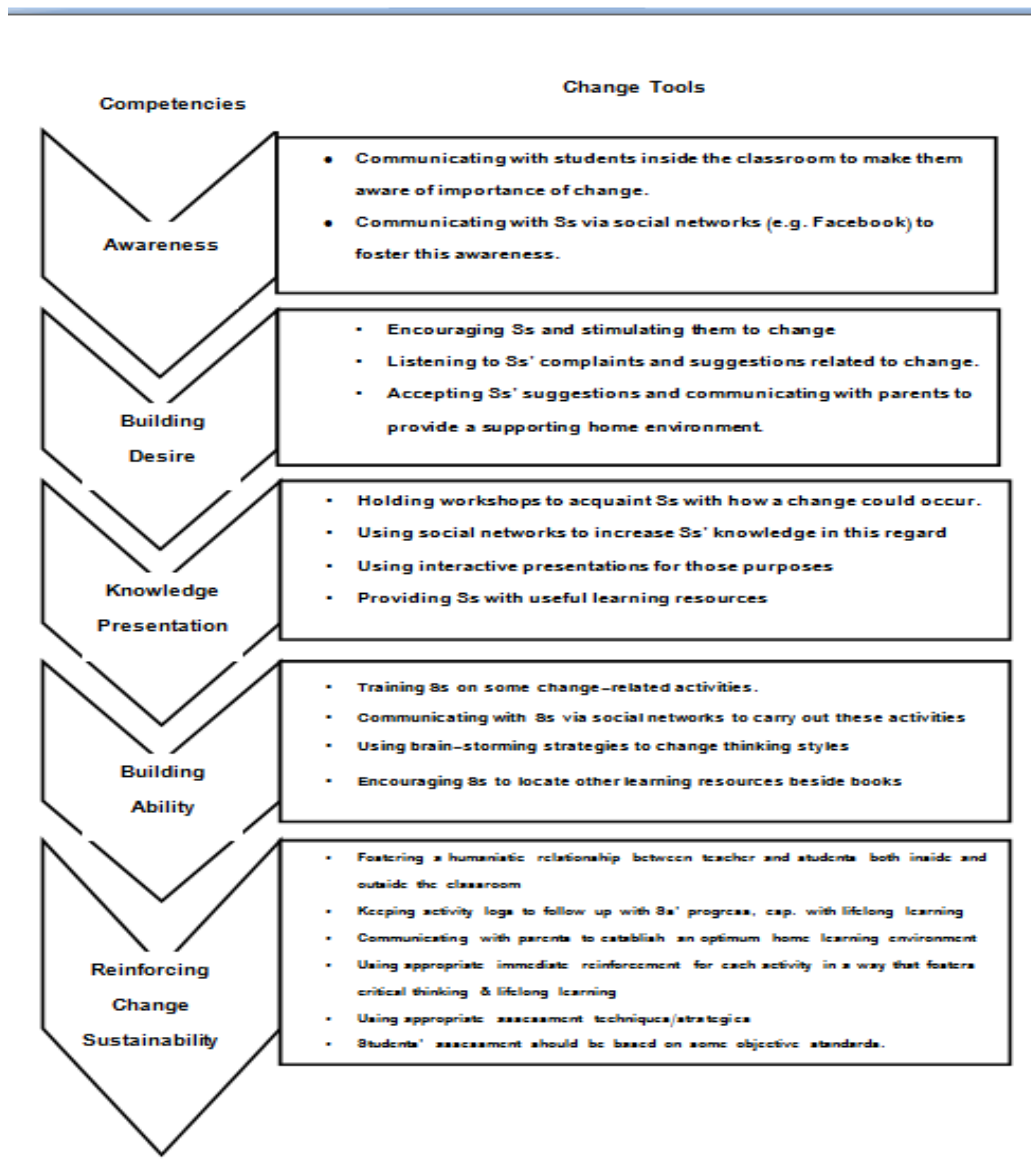 Change Tools
Competencies
• Communicating with students inside the classroom to make them
aware of importance of change.
• Communicating with Ss via social networks (e.g. Facebook) to
foster this awareness.
Awareness
• Encouraging Ss and stimulating them to change
• Listening to Ss' complaints and suggestions related to change.
• Accepting Ss' suggestions and communicating with parents to
provide a supporting home environment.
Building
Desire
• Holding workshops to acquaint Ss with how a change could occur.
• Using social networks to increase Ss' knowledge in this regard
• Using interactive presentations for those purposes
• Providing Ss with useful learning resources
Knowledge
Presentation
• Training Ss on some change-related activities.
• Communicating with Ss via social networks to carry out these activities
• Using brain-storming strategies to change thinking styles
• Encouraging Ss to locate other learning resources beside books
Building
Ability
• Fostering a humanistic relationship between teacher and students both inside and
outside the classroom
• Keeping activity logs to follow up with Ss' progress, esp. with lifelong learning
• Communicating with parents to establish an optimum home learning environment
• Using appropriate immediate reinforcement for each activity in a way that fosters
critical thinking & lifelong learning
• Using appropriate assessment techniques/strategies
• Students' assessment should be based on some objective standards.
Reinforcing
Change
Sustainability